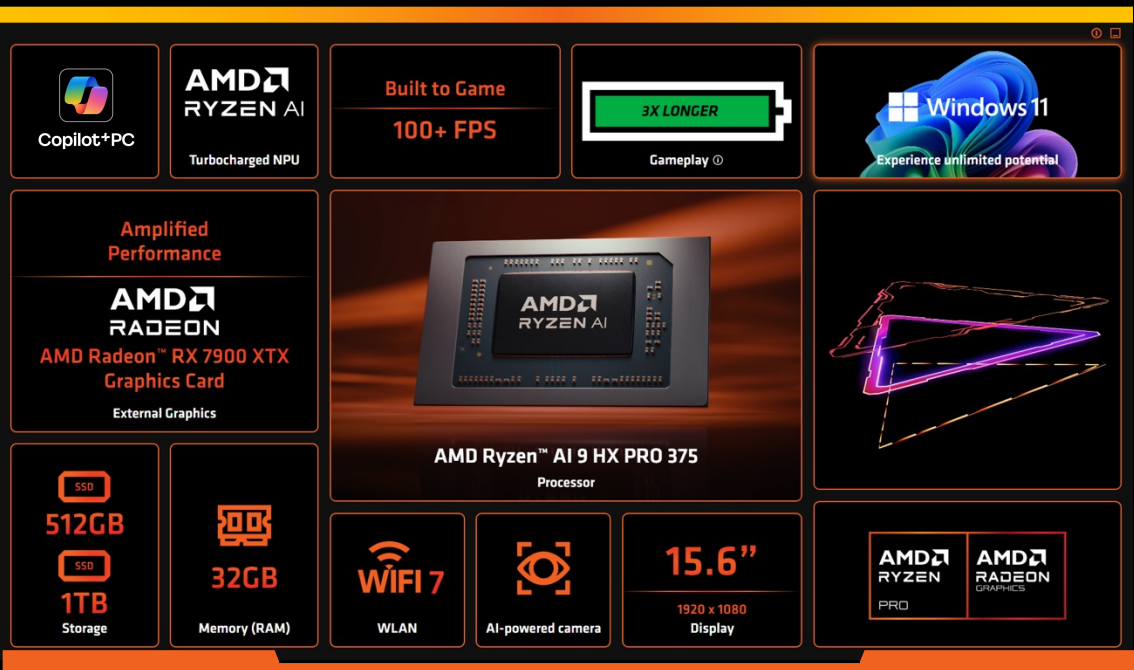 Copilot+PC
AMD
RYZEN AI
Turbocharged NPU
Built to Game
100+ FPS
3X LONGER
Gameplay
Windows 11
Experience unlimited potential
Amplified
Performance
AMD
RADEON
AMD Radeon™ RX 7900 XTX
Graphics Card
External Graphics
AMD
RYZEN AI
AMD Ryzen™ AI 9 HX PRO 375
Processor
SSD
512GB
SSD
1TB
Storage
32GB
Memory (RAM)
WIFI 7
WLAN
AI-powered camera
15.6”
1920 x 1080
Display
AMD
RYZEN
PRO
AMD
RADEON
GRAPHICS